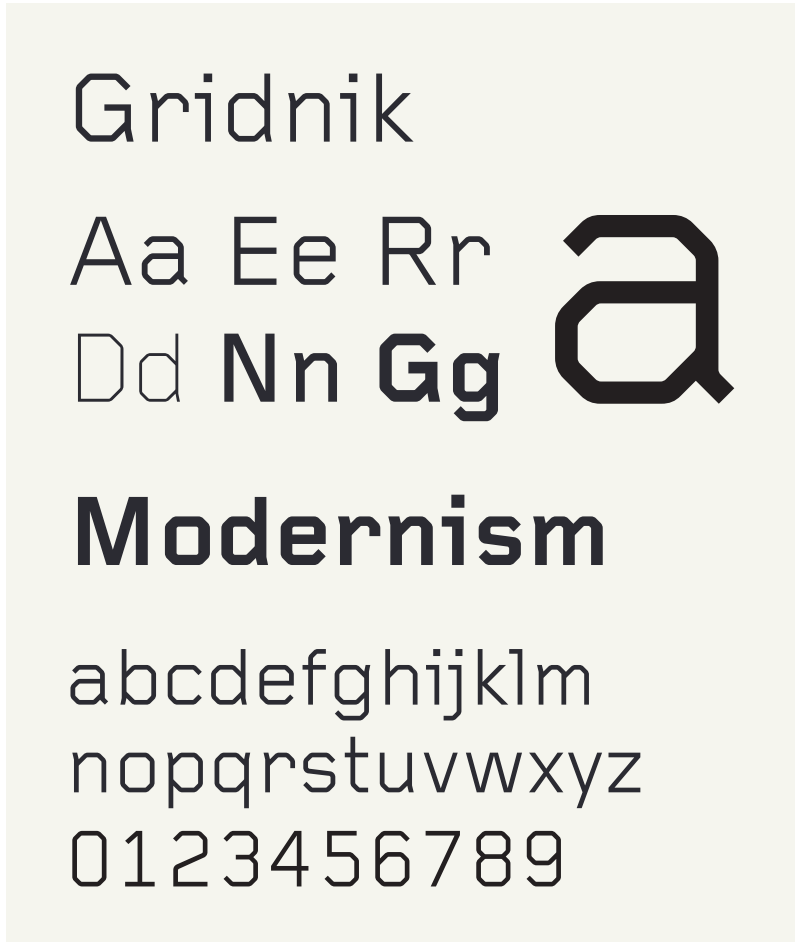 Gridnik
Aa Ee Rr
a
Dd Nn Gg
Modernism
abcdefghijklm
nopqrstuvwxyz
0123456789